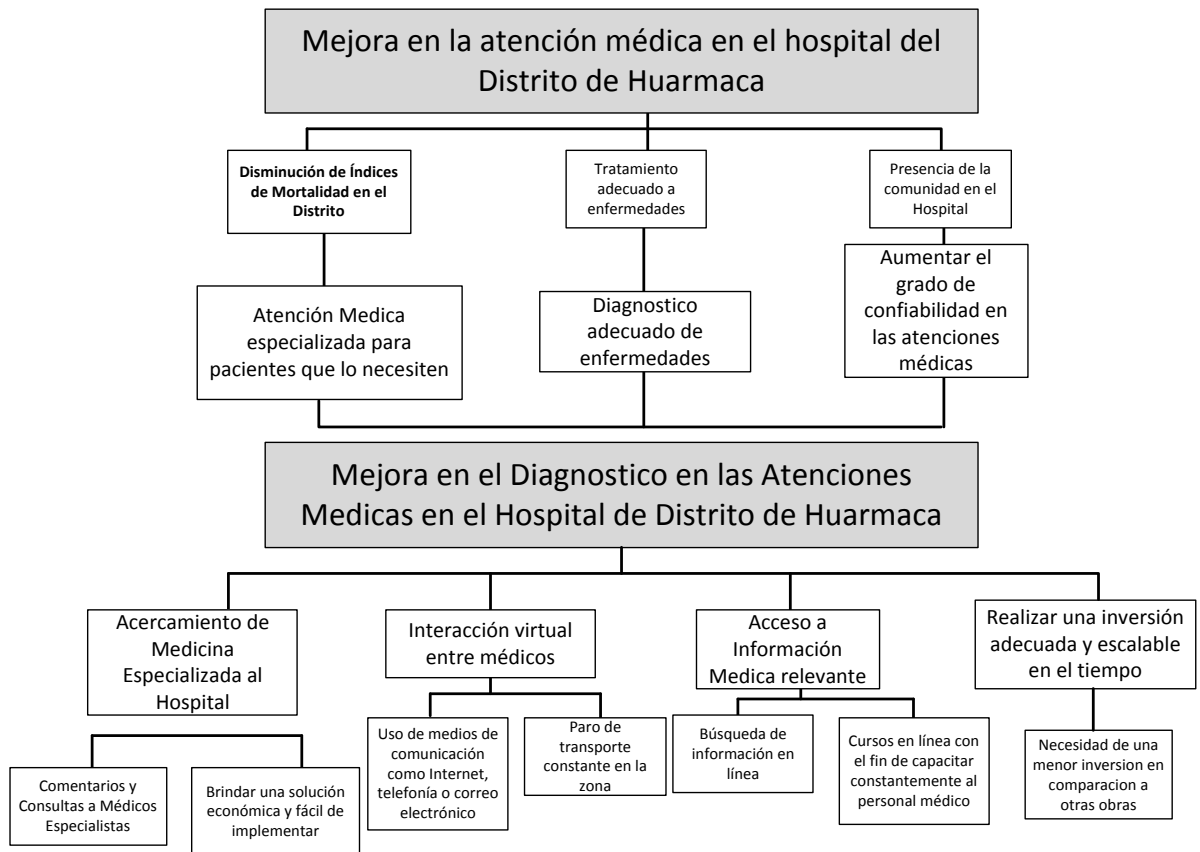 Mejora en la atención médica en el hospital del
Distrito de Huarmaca
Disminución de Índices
de Mortalidad en el
Distrito
Tratamiento
adecuado a
enfermedades
Presencia de la
comunidad en el
Hospital
Atención Medica
especializada para
pacientes que lo necesiten
Diagnostico
adecuado de
enfermedades
Aumentar el
grado de
confiabilidad en
las atenciones
médicas
Mejora en el Diagnostico en las Atenciones
Medicas en el Hospital de Distrito de Huarmaca
Acercamiento de
Medicina
Especializada al
Hospital
Interacción virtual
entre médicos
Acceso a
Información
Medica relevante
Realizar una inversión
adecuada y escalable
en el tiempo
Comentarios y
Consultas a Médicos
Especialistas
Brindar una solución
económica y fácil de
implementar
Uso de medios de
comunicación
como Internet,
telefonía o correo
electrónico
Paro de
transporte
constante en la
zona
Búsqueda de
información en
línea
Cursos en línea con
el fin de capacitar
constantemente al
personal médico
Necesidad de una
menor inversion en
comparacion a
otras obras